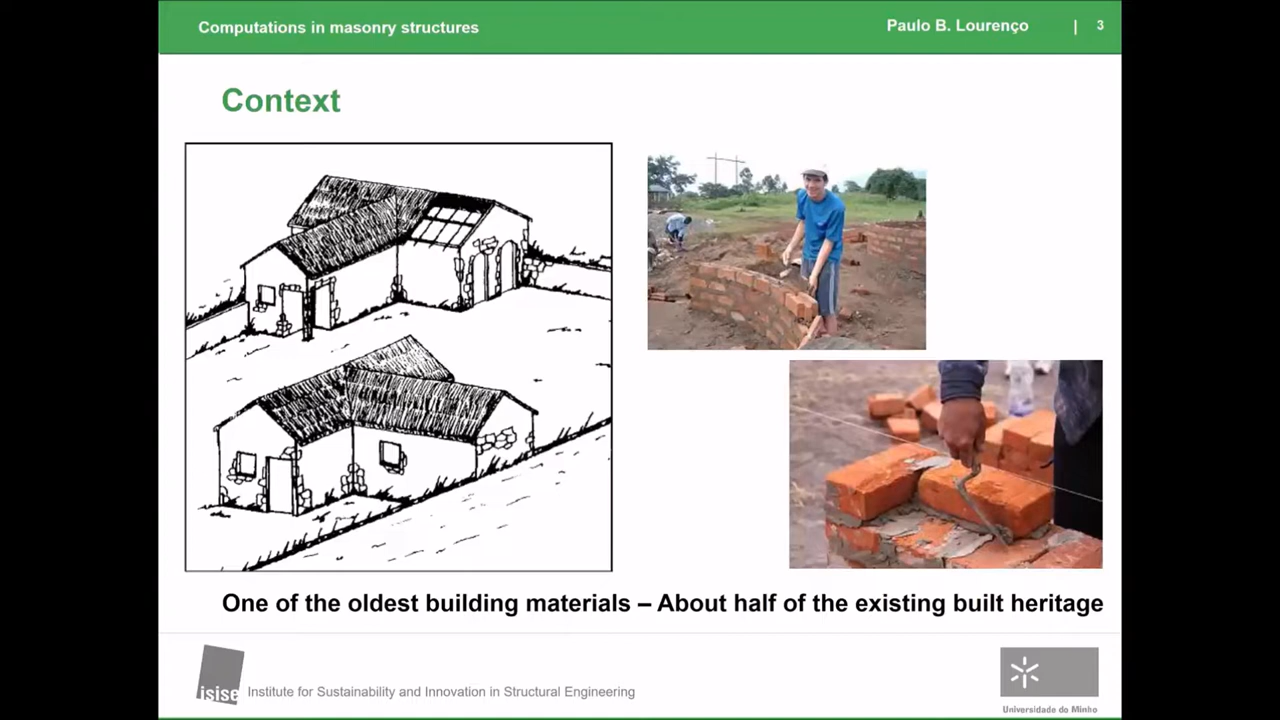 Computations in masonry structures
Paulo B. Lourenço | 3
Context
One of the oldest building materials – About half of the existing built heritage
isise Institute for Sustainability and Innovation in Structural Engineering
Universidade do Minho